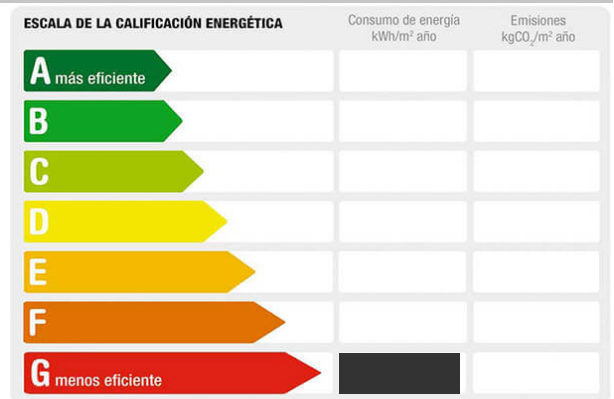 ESCALA DE LA CALIFICACIÓN ENERGÉTICA
Consumo de energía
kWh/m² año
Emisiones
kgCO₂/m² año
A más eficiente
B
C
D
E
F
G menos eficiente